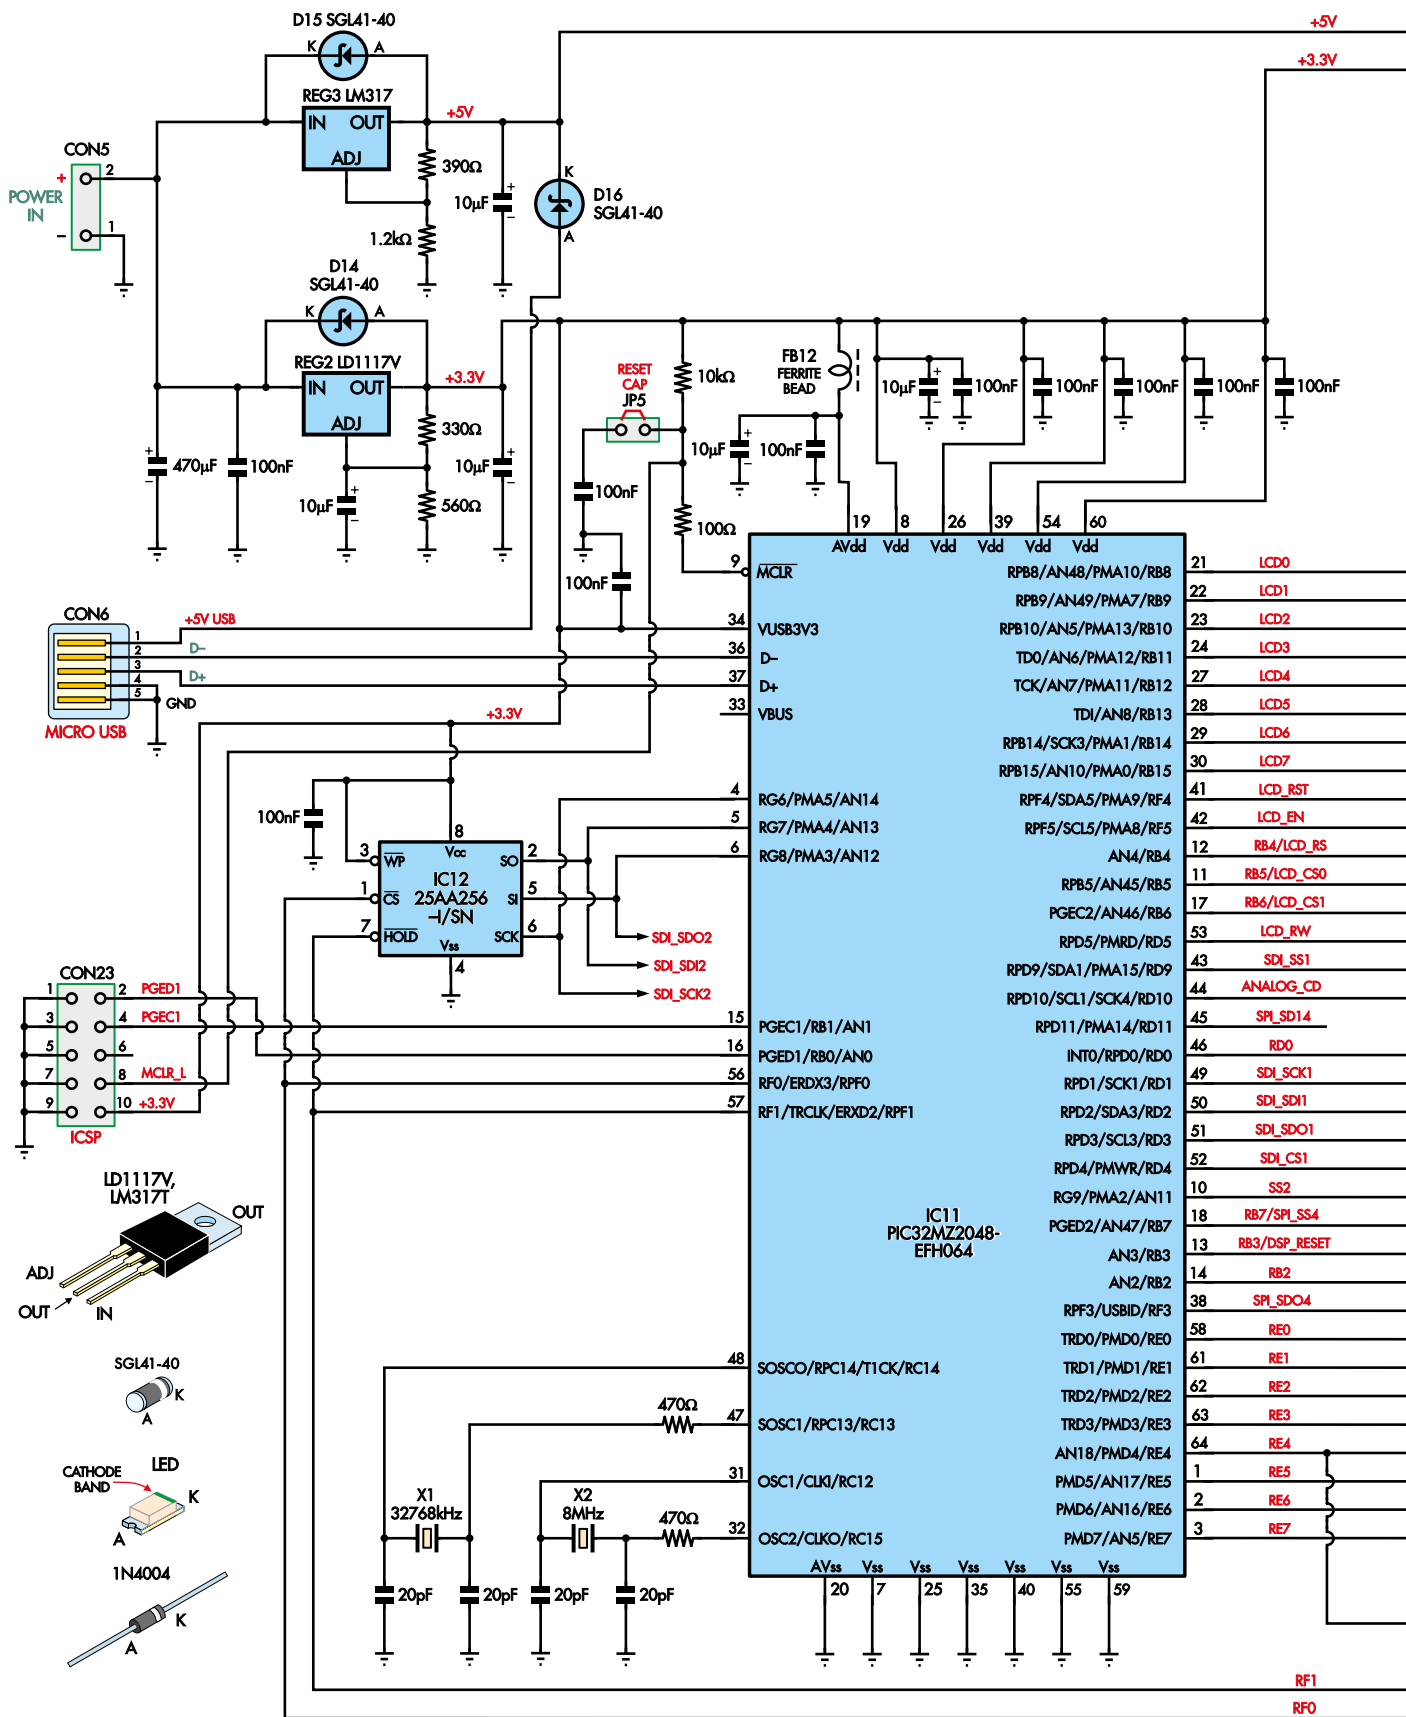 D15 SGL41-40
K
A
+5V
+3.3V
REG3 LM317
IN OUT
ADJ
+5V
CON5
+ 2
POWER
IN
– 1
390Ω
1.2kΩ
10µF
+
–
K
D16
SGL41-40
A
D14
SGL41-40
K
A
REG2 LD1117V
IN OUT
ADJ
+3.3V
330Ω
560Ω
+
–
470µF
100nF
+
–
10µF
+
–
10µF
RESET
CAP
JP5
10kΩ
100nF
100Ω
100nF
FB12
FERRITE
BEAD
10µF
+
–
100nF
10µF
+
–
100nF
100nF
100nF
100nF
100nF
19 8 26 39 54 60
AVdd Vdd Vdd Vdd Vdd Vdd
CON6
1
2
3
4
5
+5V USB
D–
D+
GND
MICRO USB
+3.3V
9 MCLR
34 VUSB3V3
36 D–
37 D+
33 VBUS
4 RG6/PMA5/AN14
5 RG7/PMA4/AN13
6 RG8/PMA3/AN12
15 PGEC1/RB1/AN1
16 PGED1/RB0/AN0
56 RF0/ERDX3/RPF0
57 RF1/TRCLK/ERXD2/RPF1
48 SOSCO/RPC14/T1CK/RC14
47 SOSC1/RPC13/RC13
31 OSC1/CLKI/RC12
32 OSC2/CLKO/RC15
RPB8/AN48/PMA10/RB8 21 LCD0
RPB9/AN49/PMA7/RB9 22 LCD1
RPB10/AN5/PMA13/RB10 23 LCD2
TD0/AN6/PMA12/RB11 24 LCD3
TCK/AN7/PMA11/RB12 27 LCD4
TDI/AN8/RB13 28 LCD5
RPB14/SCK3/PMA1/RB14 29 LCD6
RPB15/AN10/PMA0/RB15 30 LCD7
RPF4/SDA5/PMA9/RF4 41 LCD_RST
RPF5/SCL5/PMA8/RF5 42 LCD_EN
AN4/RB4 12 RB4/LCD_RS
RPB5/AN45/RB5 11 RB5/LCD_CS0
PGEC2/AN46/RB6 17 RB6/LCD_CS1
RPD5/PMRD/RD5 53 LCD_RW
RPD9/SDA1/PMA15/RD9 43 SDI_SS1
RPD10/SCL1/SCK4/RD10 44 ANALOG_CD
RPD11/PMA14/RD11 45 SPI_SD14
INT0/RPD0/RD0 46 RD0
RPD1/SCK1/RD1 49 SDI_SCK1
RPD2/SDA3/RD2 50 SDI_SDI1
RPD3/SCL3/RD3 51 SDI_SDO1
RPD4/PMWR/RD4 52 SDI_CS1
RG9/PMA2/AN11 10 SS2
PGED2/AN47/RB7 18 RB7/SPI_SS4
AN3/RB3 13 RB3/DSP_RESET
AN2/RB2 14 RB2
RPF3/USBID/RF3 38 SPI_SDO4
TRD0/PMD0/RE0 58 RE0
TRD1/PMD1/RE1 61 RE1
TRD2/PMD2/RE2 62 RE2
TRD3/PMD3/RE3 63 RE3
AN18/PMD4/RE4 64 RE4
PMD5/AN17/RE5 1 RE5
PMD6/AN16/RE6 2 RE6
PMD7/AN5/RE7 3 RE7
IC11
PIC32MZ2048-
EFH064
AVss Vss Vss Vss Vss Vss Vss
20 7 25 35 40 55 59
100nF
8
Vcc
3 WP SO 2
IC12
25AA256
–I/SN
1 CS SI 5
7 HOLD SCK 6
Vss
4
SDI_SDO2
SDI_SDI2
SDI_SCK2
CON23
1 2 PGED1
3 4 PGEC1
5 6
7 8 MCLR_L
9 10 +3.3V
ICSP
LD1117V,
LM317T
OUT
ADJ
OUT
IN
SGL41-40
K
A
LED
CATHODE
BAND
K
A
1N4004
K
A
470Ω
X1
32768kHz
X2
8MHz
470Ω
20pF
20pF
20pF
20pF
RF1
RF0